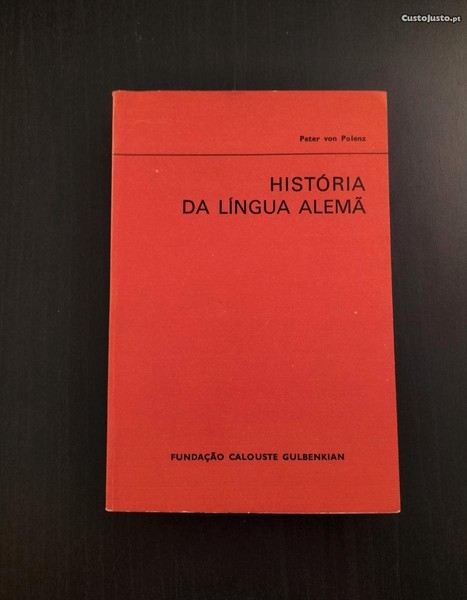 CustoJusto.pt
Peter von Polenz
HISTÓRIA
DA LÍNGUA ALEMÃ
FUNDAÇÃO CALOUSTE GULBENKIAN